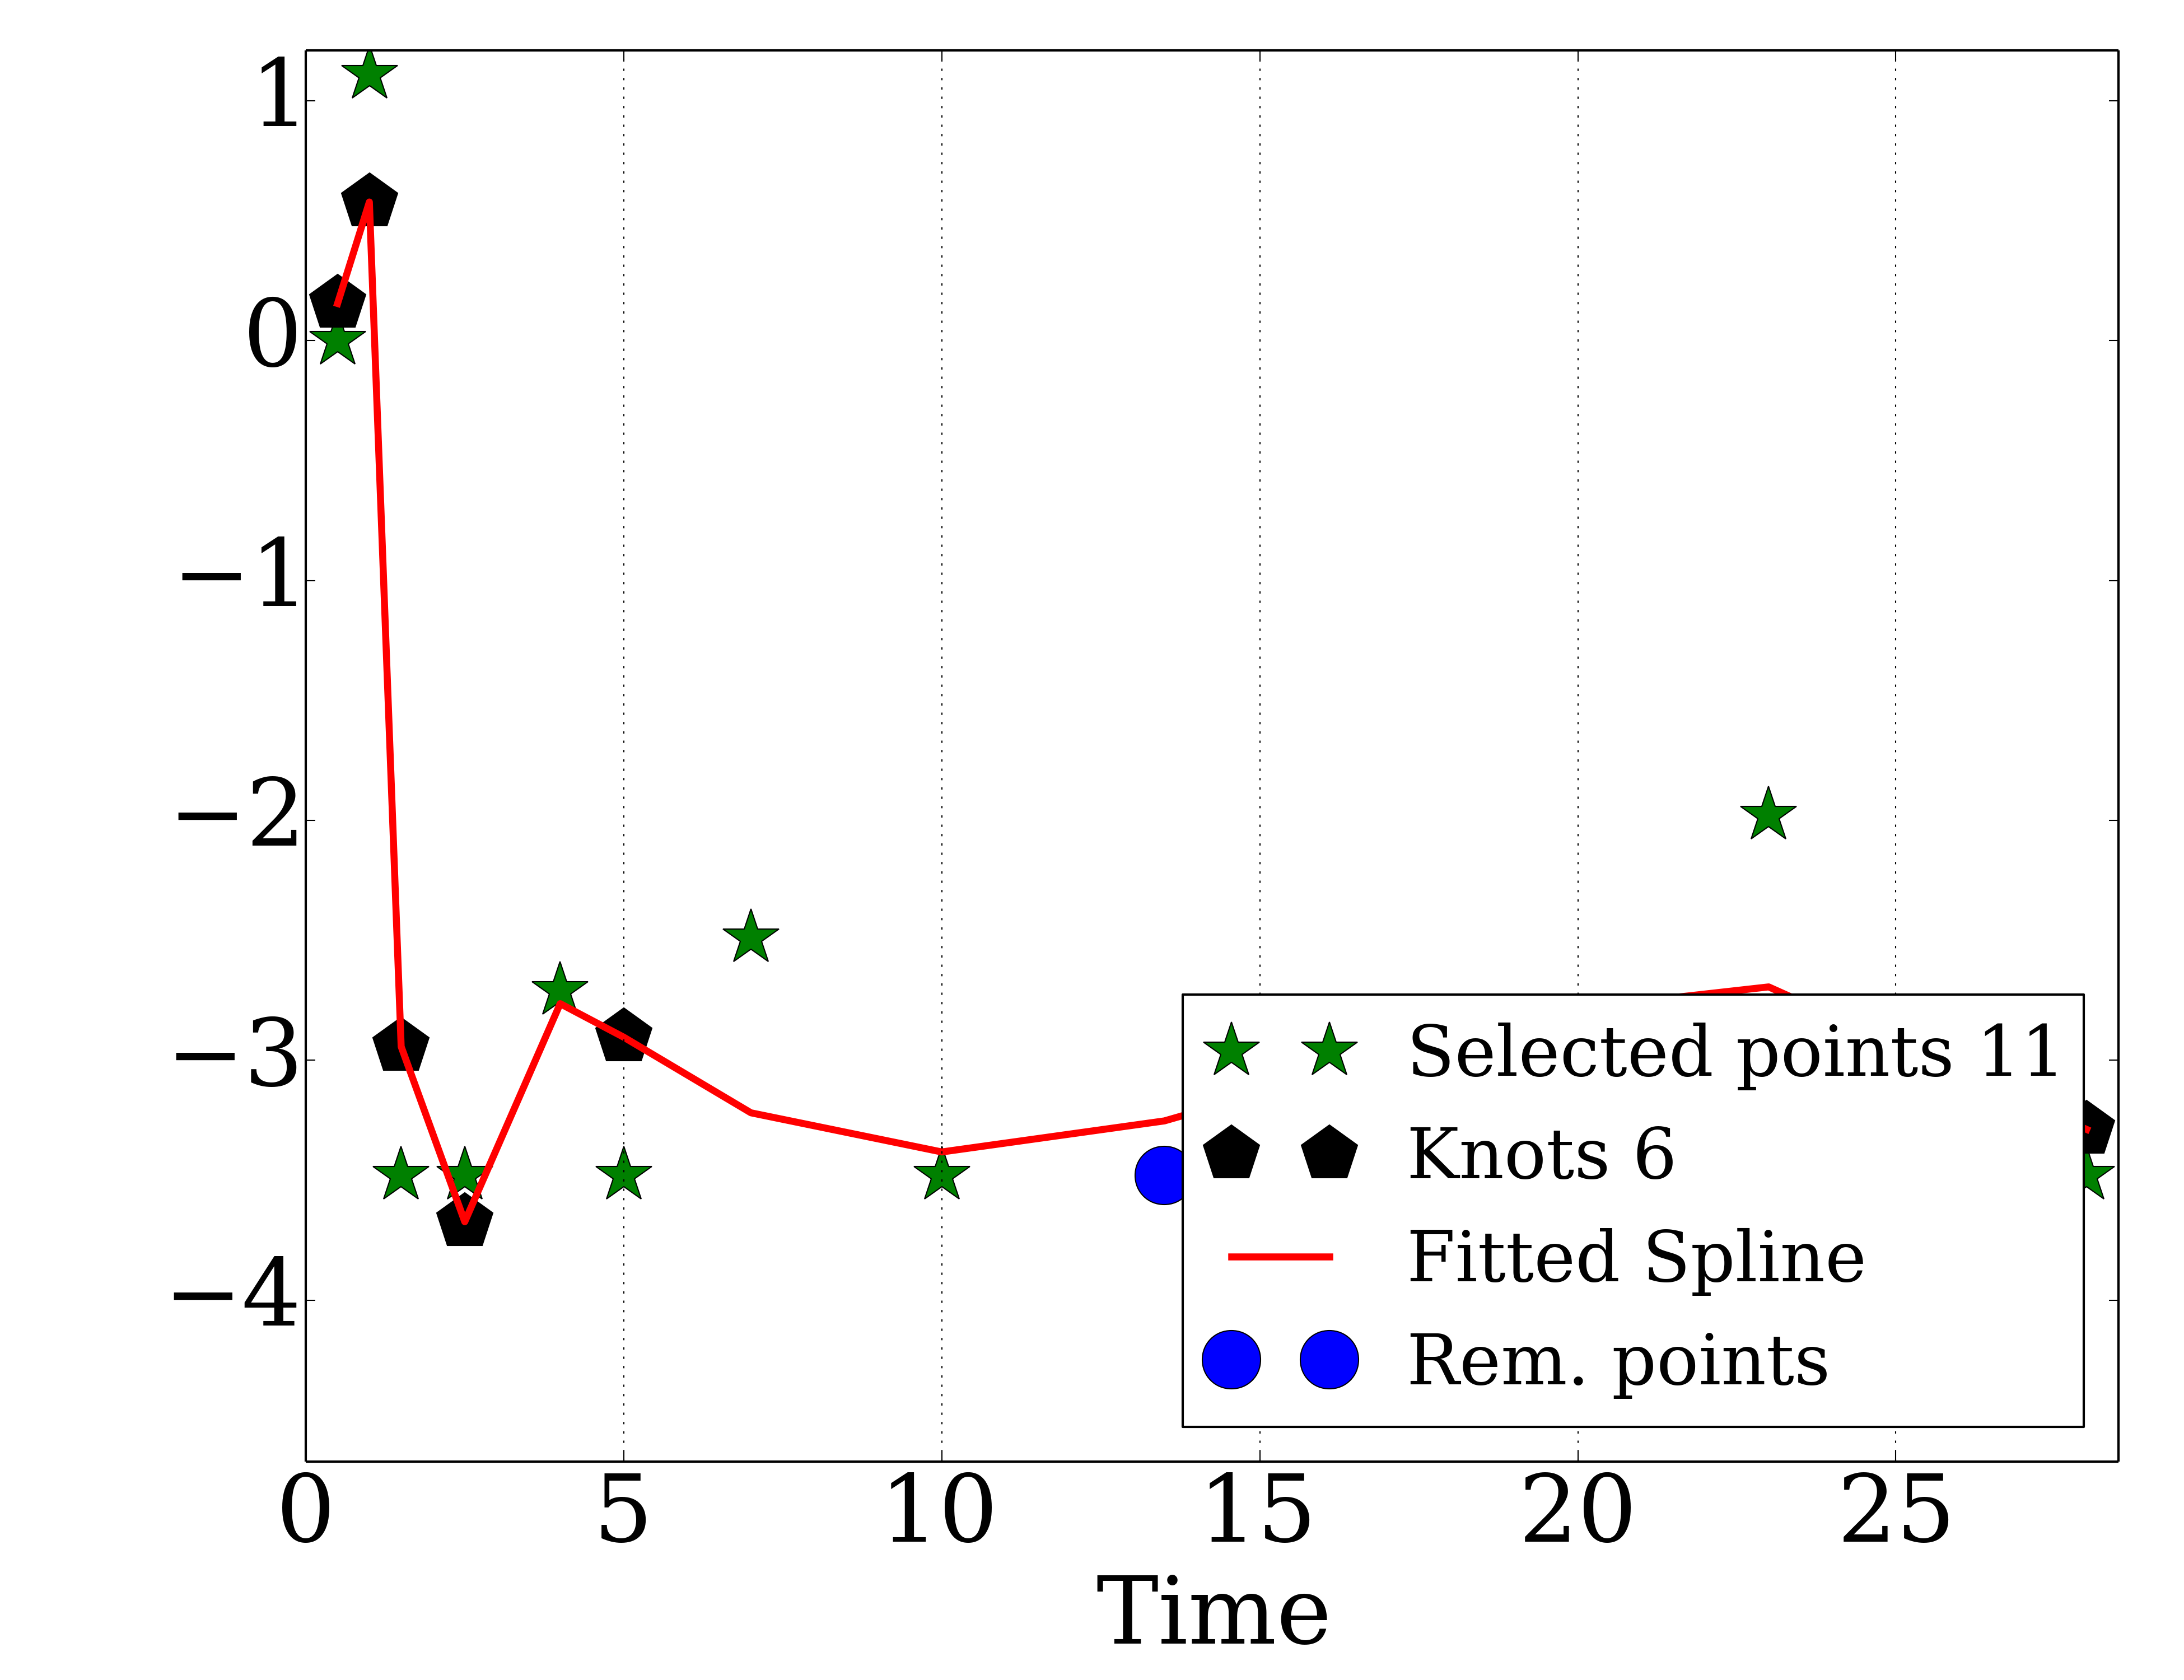 1
0
−1
−2
−3
−4
Selected points 11
Knots 6
Fitted Spline
Rem. points
0 5 10 15 20 25
Time